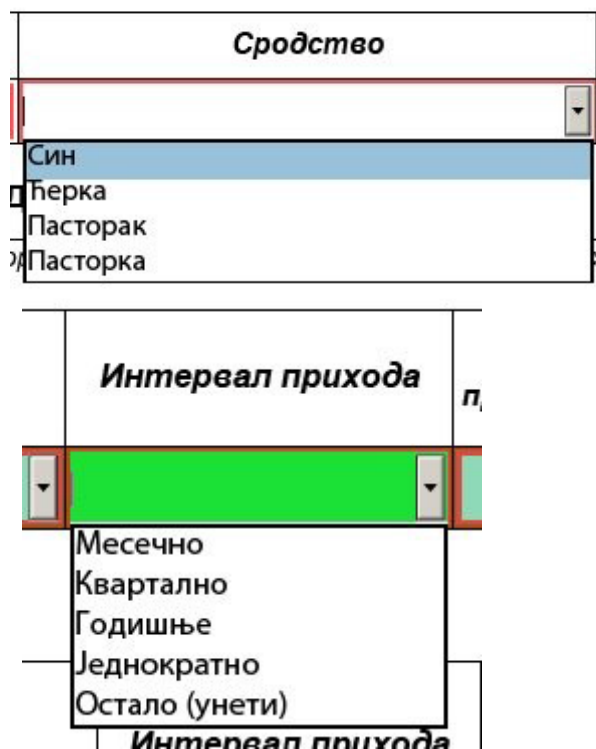 Сродство
Син
Ћерка
Пасторак
Пасторка
Интервал прихода
Месечно
Квартално
Годишње
Једнократно
Остало (унети)
Интервал прихода